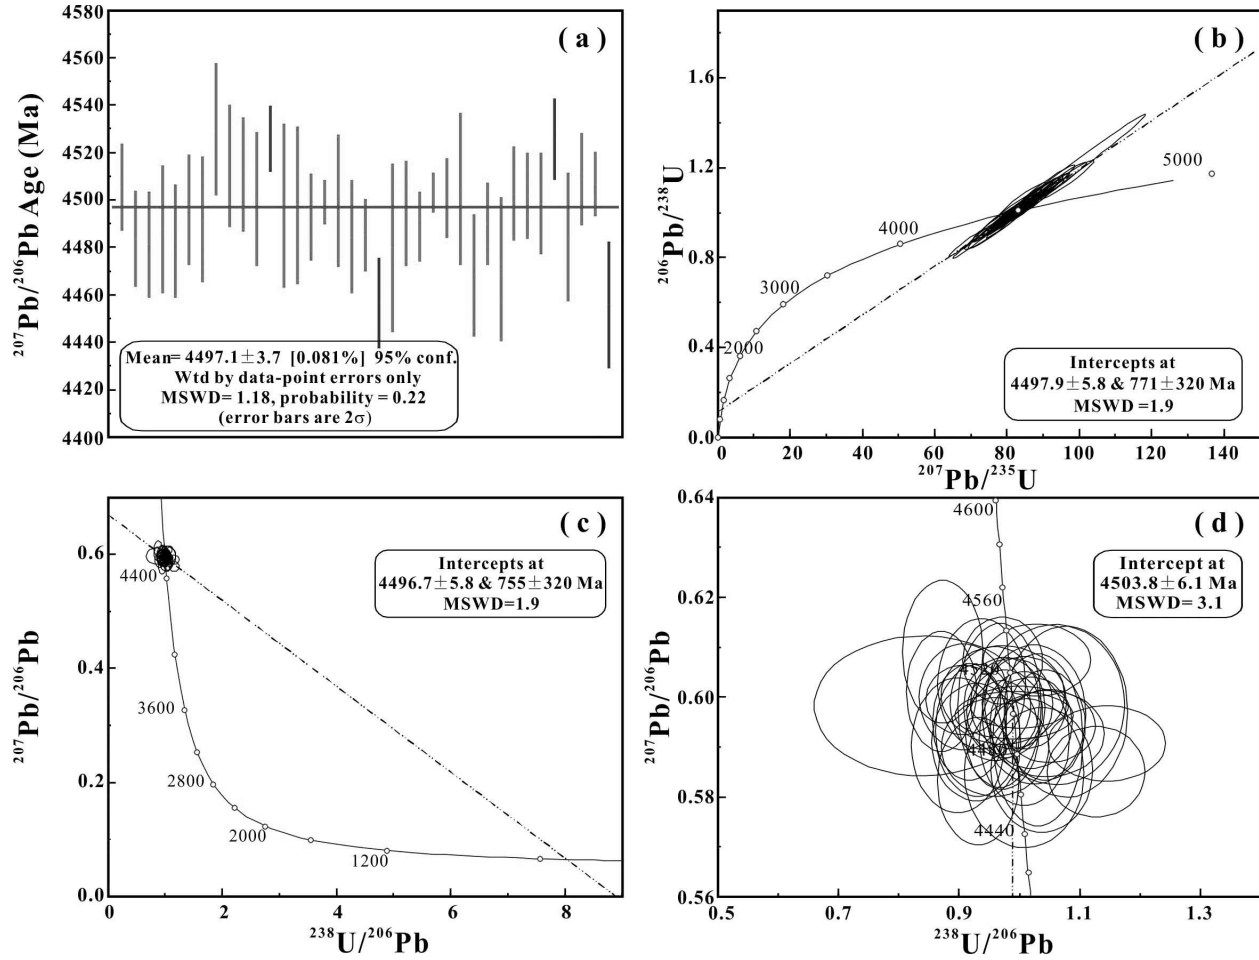 ( a )
4580
4560
4540
4520
4500
4480
4460
4440
4420
4400
²⁰⁷Pb/²⁰⁶Pb Age (Ma)
Mean= 4497.1±3.7 [0.081%] 95% conf.
Wtd by data-point errors only
MSWD= 1.18, probability = 0.22
(error bars are 2σ)
( b )
1.6
1.2
0.8
0.4
0.0
²⁰⁶Pb/²³⁸U
5000
4000
3000
2000
Intercepts at
4497.9±5.8 & 771±320 Ma
MSWD =1.9
0
20
40
60
80
100
120
140
²⁰⁷Pb/²³⁵U
( c )
0.6
0.4
0.2
0.0
²⁰⁷Pb/²⁰⁶Pb
4400
3600
2800
2000
1200
Intercepts at
4496.7±5.8 & 755±320 Ma
MSWD=1.9
0
2
4
6
8
²³⁸U/²⁰⁶Pb
( d )
0.64
0.62
0.60
0.58
0.56
²⁰⁷Pb/²⁰⁶Pb
4600
4560
4440
Intercept at
4503.8±6.1 Ma
MSWD= 3.1
0.5
0.7
0.9
1.1
1.3
²³⁸U/²⁰⁶Pb